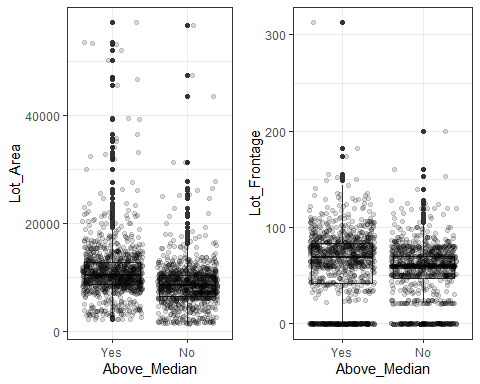 Lot_Area
40000
20000
0
Yes
No
Above_Median
Lot_Frontage
300
200
100
0
Yes
No
Above_Median